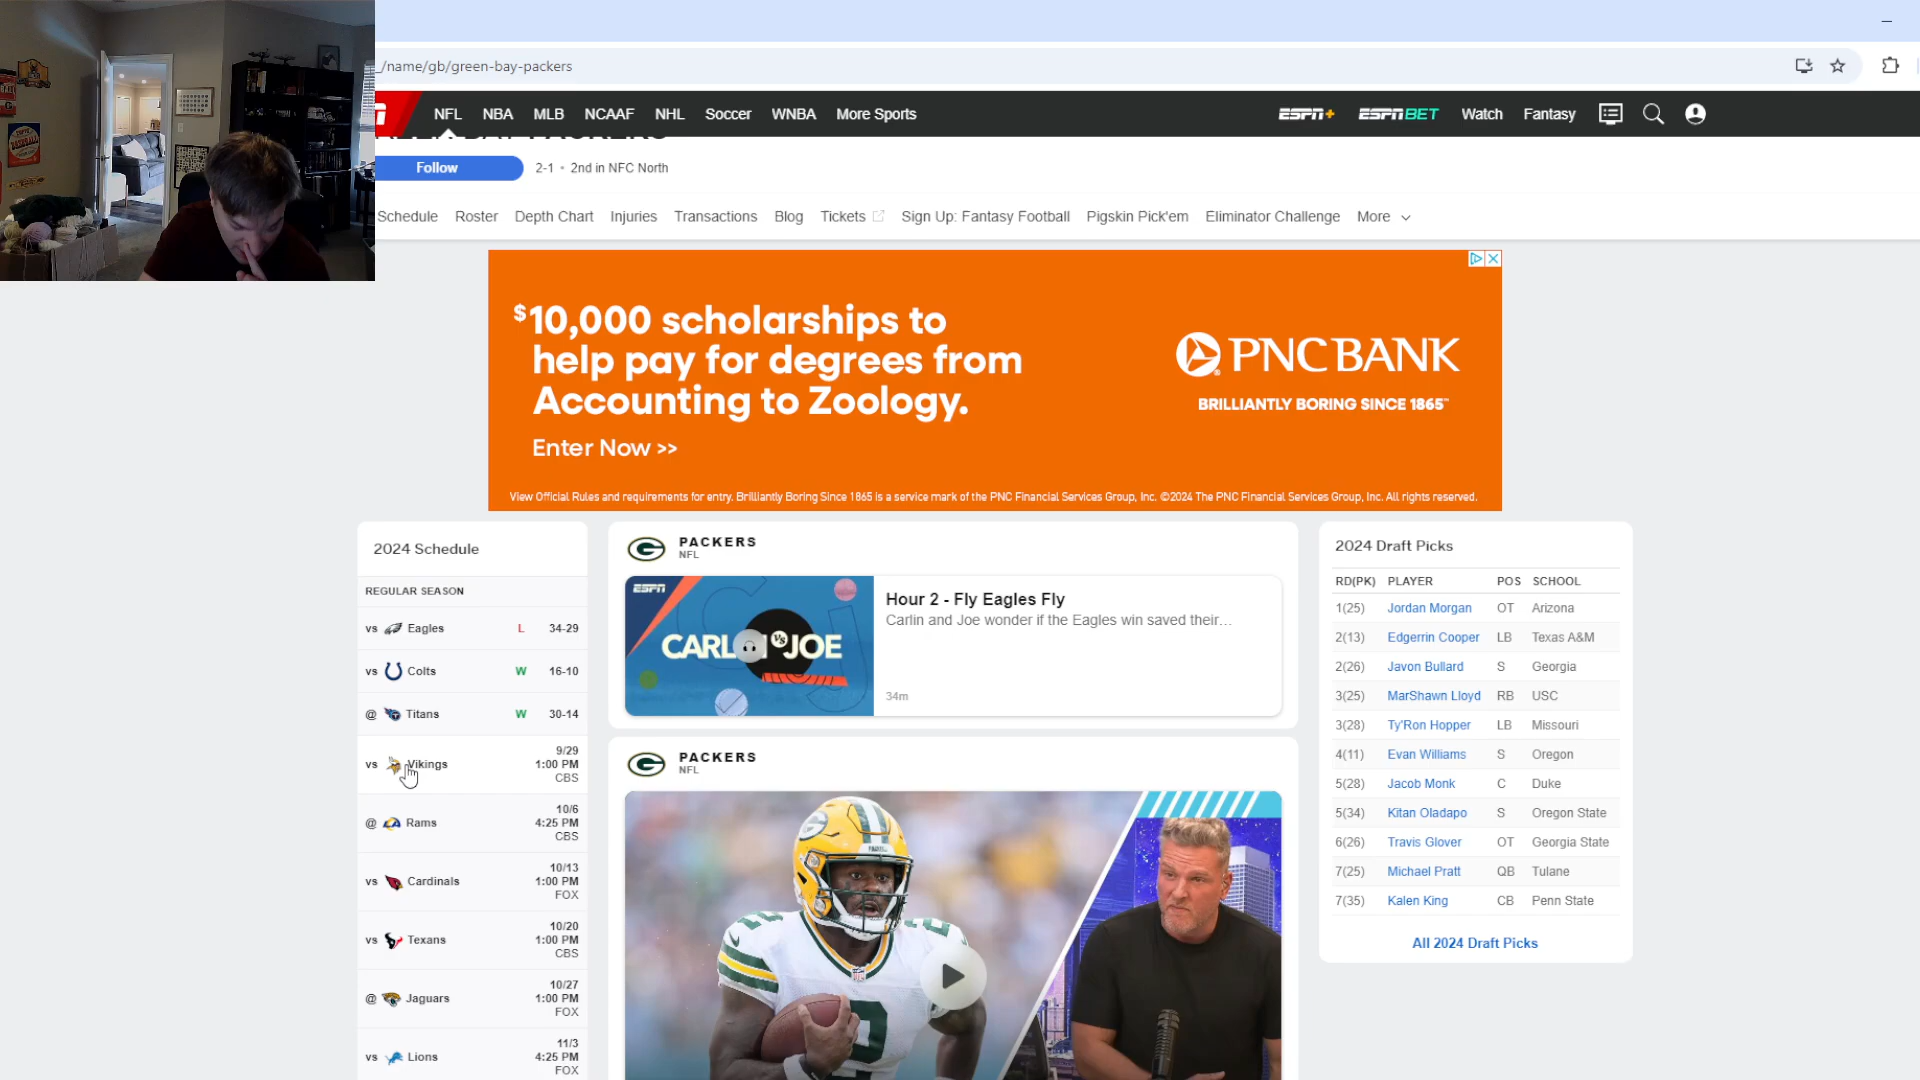 _/name/gb/green-bay-packers
NFL NBA MLB NCAAF NHL Soccer WNBA More Sports ESPN+ ESPN BET Watch Fantasy
Follow 2-1 • 2nd in NFC North
Schedule Roster Depth Chart Injuries Transactions Blog Tickets Sign Up: Fantasy Football Pigskin Pick'em Eliminator Challenge More
$10,000 scholarships to
help pay for degrees from
Accounting to Zoology.
Enter Now >>
PNC BANK
BRILLIANTLY BORING SINCE 1865℠
View Official Rules and requirements for entry. Brilliantly Boring Since 1865 is a service mark of the PNC Financial Services Group, Inc. ©2024 The PNC Financial Services Group, Inc. All rights reserved.
2024 Schedule
REGULAR SEASON
vs Eagles L 34-29
vs Colts W 16-10
@ Titans W 30-14
9/29
vs Vikings 1:00 PM
CBS
10/6
@ Rams 4:25 PM
CBS
10/13
vs Cardinals 1:00 PM
FOX
10/20
vs Texans 1:00 PM
CBS
10/27
@ Jaguars 1:00 PM
FOX
11/3
vs Lions 4:25 PM
FOX
PACKERS
NFL
ESPN
CARLIN VS JOE
Hour 2 - Fly Eagles Fly
Carlin and Joe wonder if the Eagles win saved their...
34m
PACKERS
NFL
2024 Draft Picks
RD(PK) PLAYER POS SCHOOL
1(25) Jordan Morgan OT Arizona
2(13) Edgerrin Cooper LB Texas A&M
2(26) Javon Bullard S Georgia
3(25) MarShawn Lloyd RB USC
3(28) Ty'Ron Hopper LB Missouri
4(11) Evan Williams S Oregon
5(28) Jacob Monk C Duke
5(34) Kitan Oladapo S Oregon State
6(26) Travis Glover OT Georgia State
7(25) Michael Pratt QB Tulane
7(35) Kalen King CB Penn State
All 2024 Draft Picks